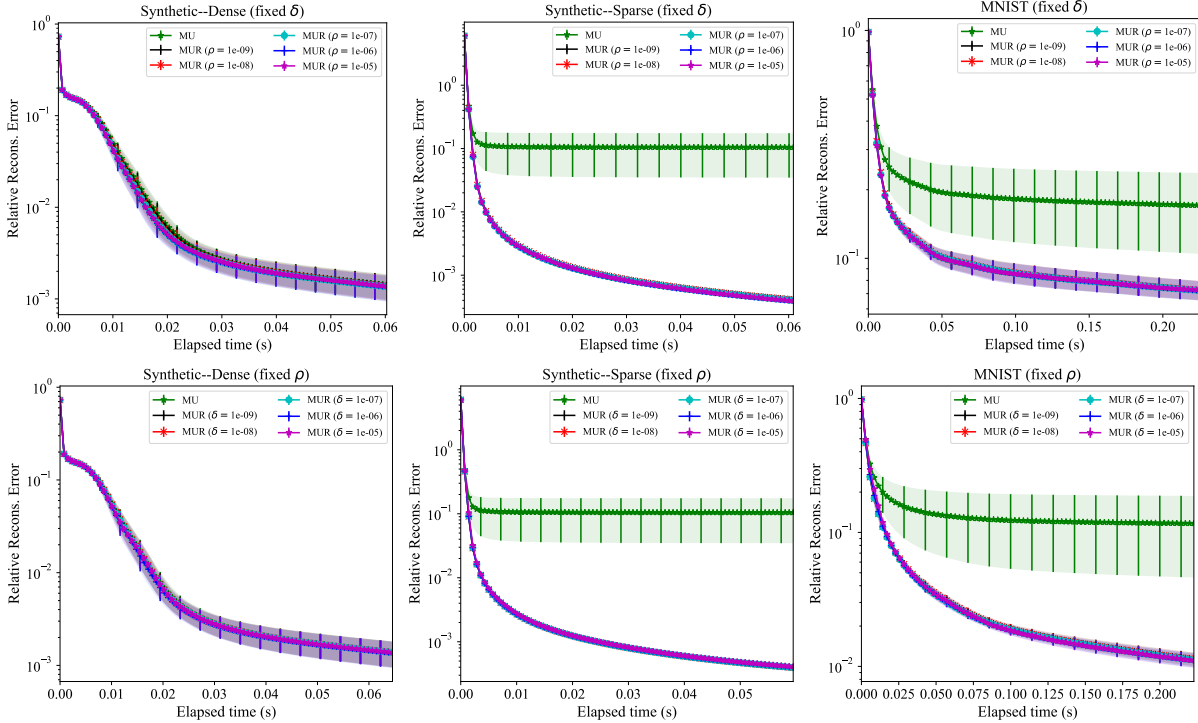 Synthetic--Dense (fixed δ)
Relative Recons. Error
10⁰
10⁻¹
10⁻²
10⁻³
MU
MUR (ρ = 1e-09)
MUR (ρ = 1e-08)
MUR (ρ = 1e-07)
MUR (ρ = 1e-06)
MUR (ρ = 1e-05)
0.00 0.01 0.02 0.03 0.04 0.05 0.06
Elapsed time (s)
Synthetic--Sparse (fixed δ)
Relative Recons. Error
10⁰
10⁻¹
10⁻²
10⁻³
MU
MUR (ρ = 1e-09)
MUR (ρ = 1e-08)
MUR (ρ = 1e-07)
MUR (ρ = 1e-06)
MUR (ρ = 1e-05)
0.00 0.01 0.02 0.03 0.04 0.05 0.06
Elapsed time (s)
MNIST (fixed δ)
Relative Recons. Error
10⁰
10⁻¹
MU
MUR (ρ = 1e-09)
MUR (ρ = 1e-08)
MUR (ρ = 1e-07)
MUR (ρ = 1e-06)
MUR (ρ = 1e-05)
0.00 0.05 0.10 0.15 0.20
Elapsed time (s)
Synthetic--Dense (fixed ρ)
Relative Recons. Error
10⁰
10⁻¹
10⁻²
10⁻³
MU
MUR (δ = 1e-09)
MUR (δ = 1e-08)
MUR (δ = 1e-07)
MUR (δ = 1e-06)
MUR (δ = 1e-05)
0.00 0.01 0.02 0.03 0.04 0.05 0.06
Elapsed time (s)
Synthetic--Sparse (fixed ρ)
Relative Recons. Error
10⁰
10⁻¹
10⁻²
10⁻³
MU
MUR (δ = 1e-09)
MUR (δ = 1e-08)
MUR (δ = 1e-07)
MUR (δ = 1e-06)
MUR (δ = 1e-05)
0.00 0.01 0.02 0.03 0.04 0.05
Elapsed time (s)
MNIST (fixed ρ)
Relative Recons. Error
10⁰
10⁻¹
10⁻²
MU
MUR (δ = 1e-09)
MUR (δ = 1e-08)
MUR (δ = 1e-07)
MUR (δ = 1e-06)
MUR (δ = 1e-05)
0.000 0.025 0.050 0.075 0.100 0.125 0.150 0.175 0.200
Elapsed time (s)